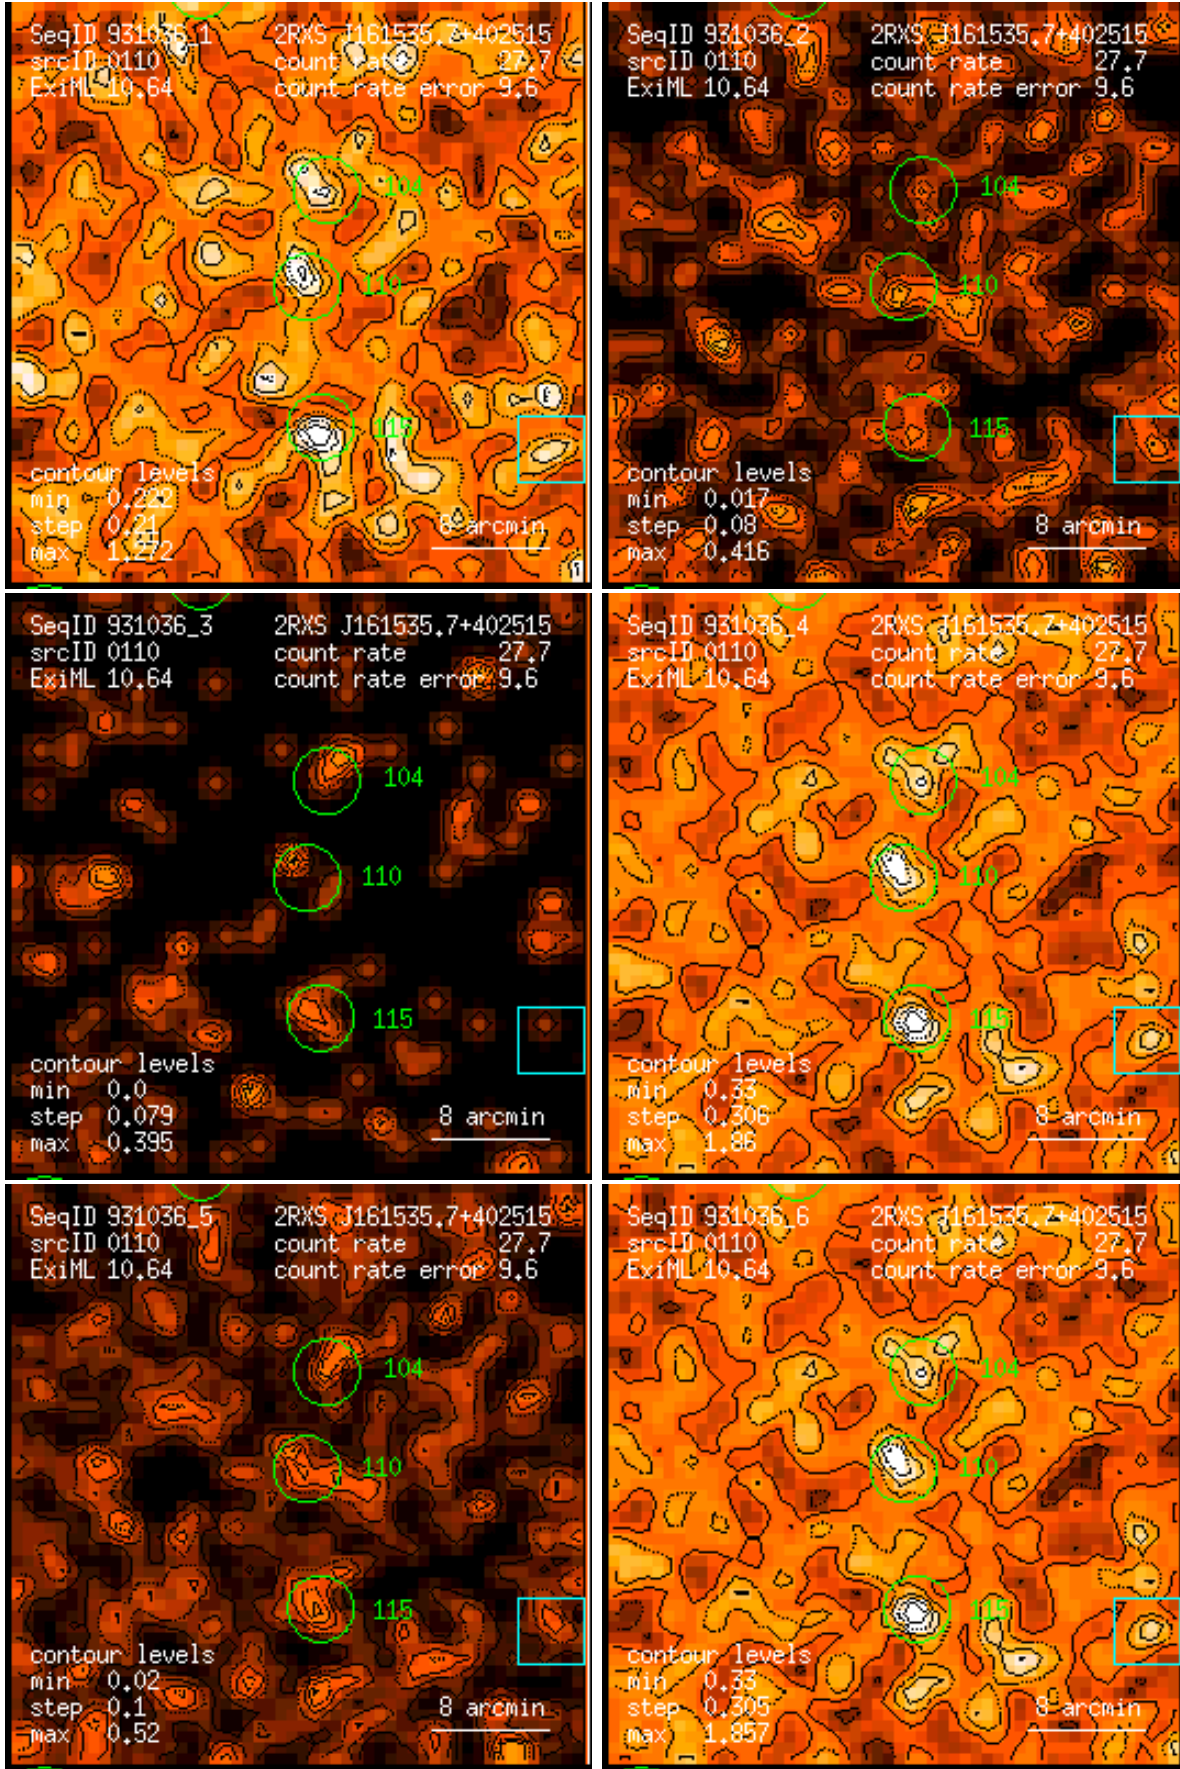 SeqID 931036_1 2RXS J161535.7+402515
srcID 0110 count rate 27.7
ExiML 10.64 count rate error 9.6
104
110
115
contour levels
min 0.222
step 0.21 8 arcmin
max 1.272
SeqID 931036_2 2RXS J161535.7+402515
srcID 0110 count rate 27.7
ExiML 10.64 count rate error 9.6
104
110
115
contour levels
min 0.017
step 0.08 8 arcmin
max 0.416
SeqID 931036_3 2RXS J161535.7+402515
srcID 0110 count rate 27.7
ExiML 10.64 count rate error 9.6
104
110
115
contour levels
min 0.0
step 0.079 8 arcmin
max 0.395
SeqID 931036_4 2RXS J161535.7+402515
srcID 0110 count rate 27.7
ExiML 10.64 count rate error 9.6
104
110
115
contour levels
min 0.33
step 0.306 8 arcmin
max 1.86
SeqID 931036_5 2RXS J161535.7+402515
srcID 0110 count rate 27.7
ExiML 10.64 count rate error 9.6
104
110
115
contour levels
min 0.02
step 0.1 8 arcmin
max 0.52
SeqID 931036_6 2RXS J161535.7+402515
srcID 0110 count rate 27.7
ExiML 10.64 count rate error 9.6
104
110
115
contour levels
min 0.33
step 0.305 8 arcmin
max 1.857